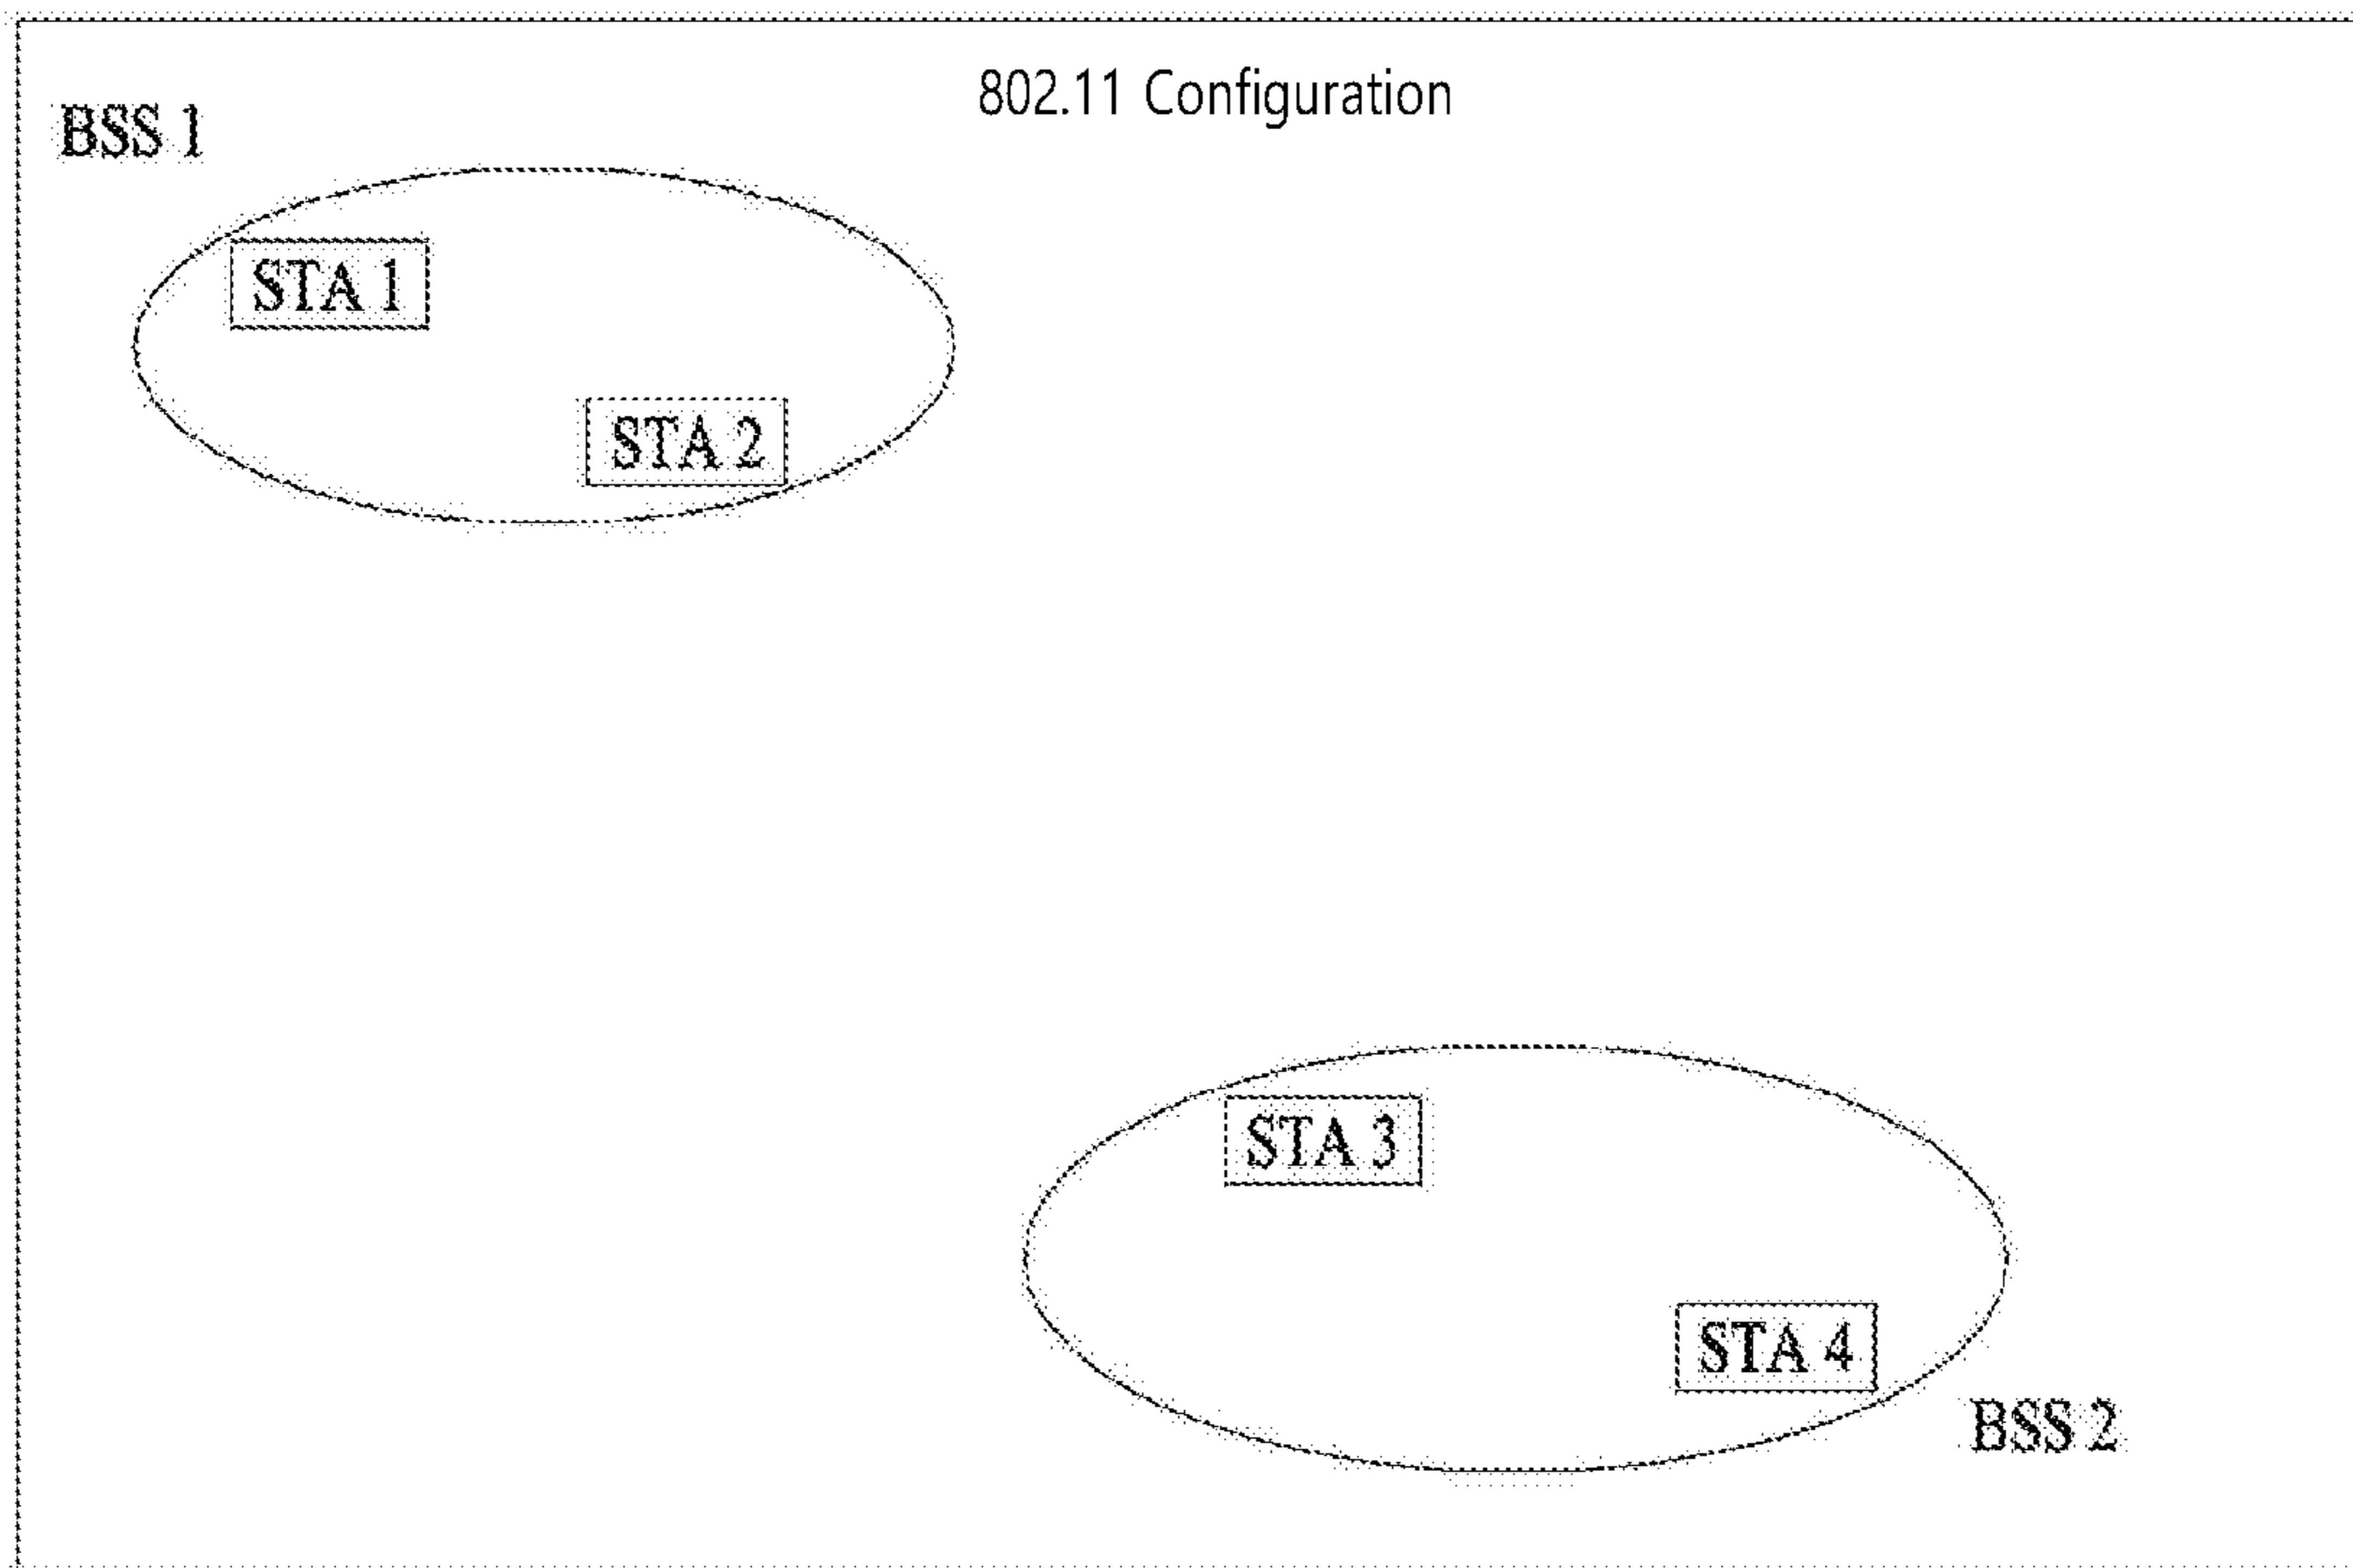 802.11 Configuration
BSS 1
STA 1
STA 2
STA 3
STA 4
BSS 2